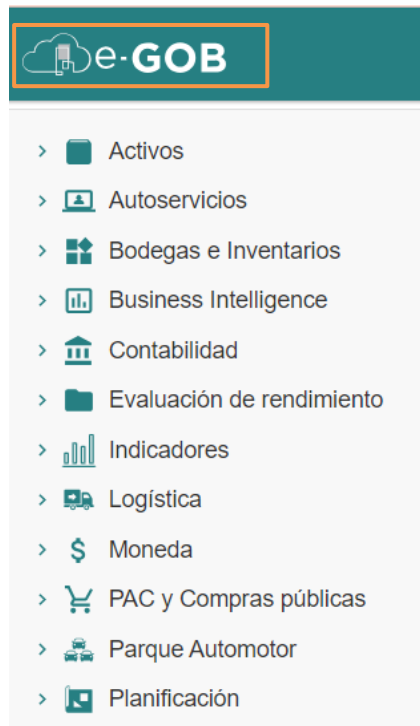 e-GOB
Activos
Autoservicios
Bodegas e Inventarios
Business Intelligence
Contabilidad
Evaluación de rendimiento
Indicadores
Logística
$ Moneda
PAC y Compras públicas
Parque Automotor
Planificación